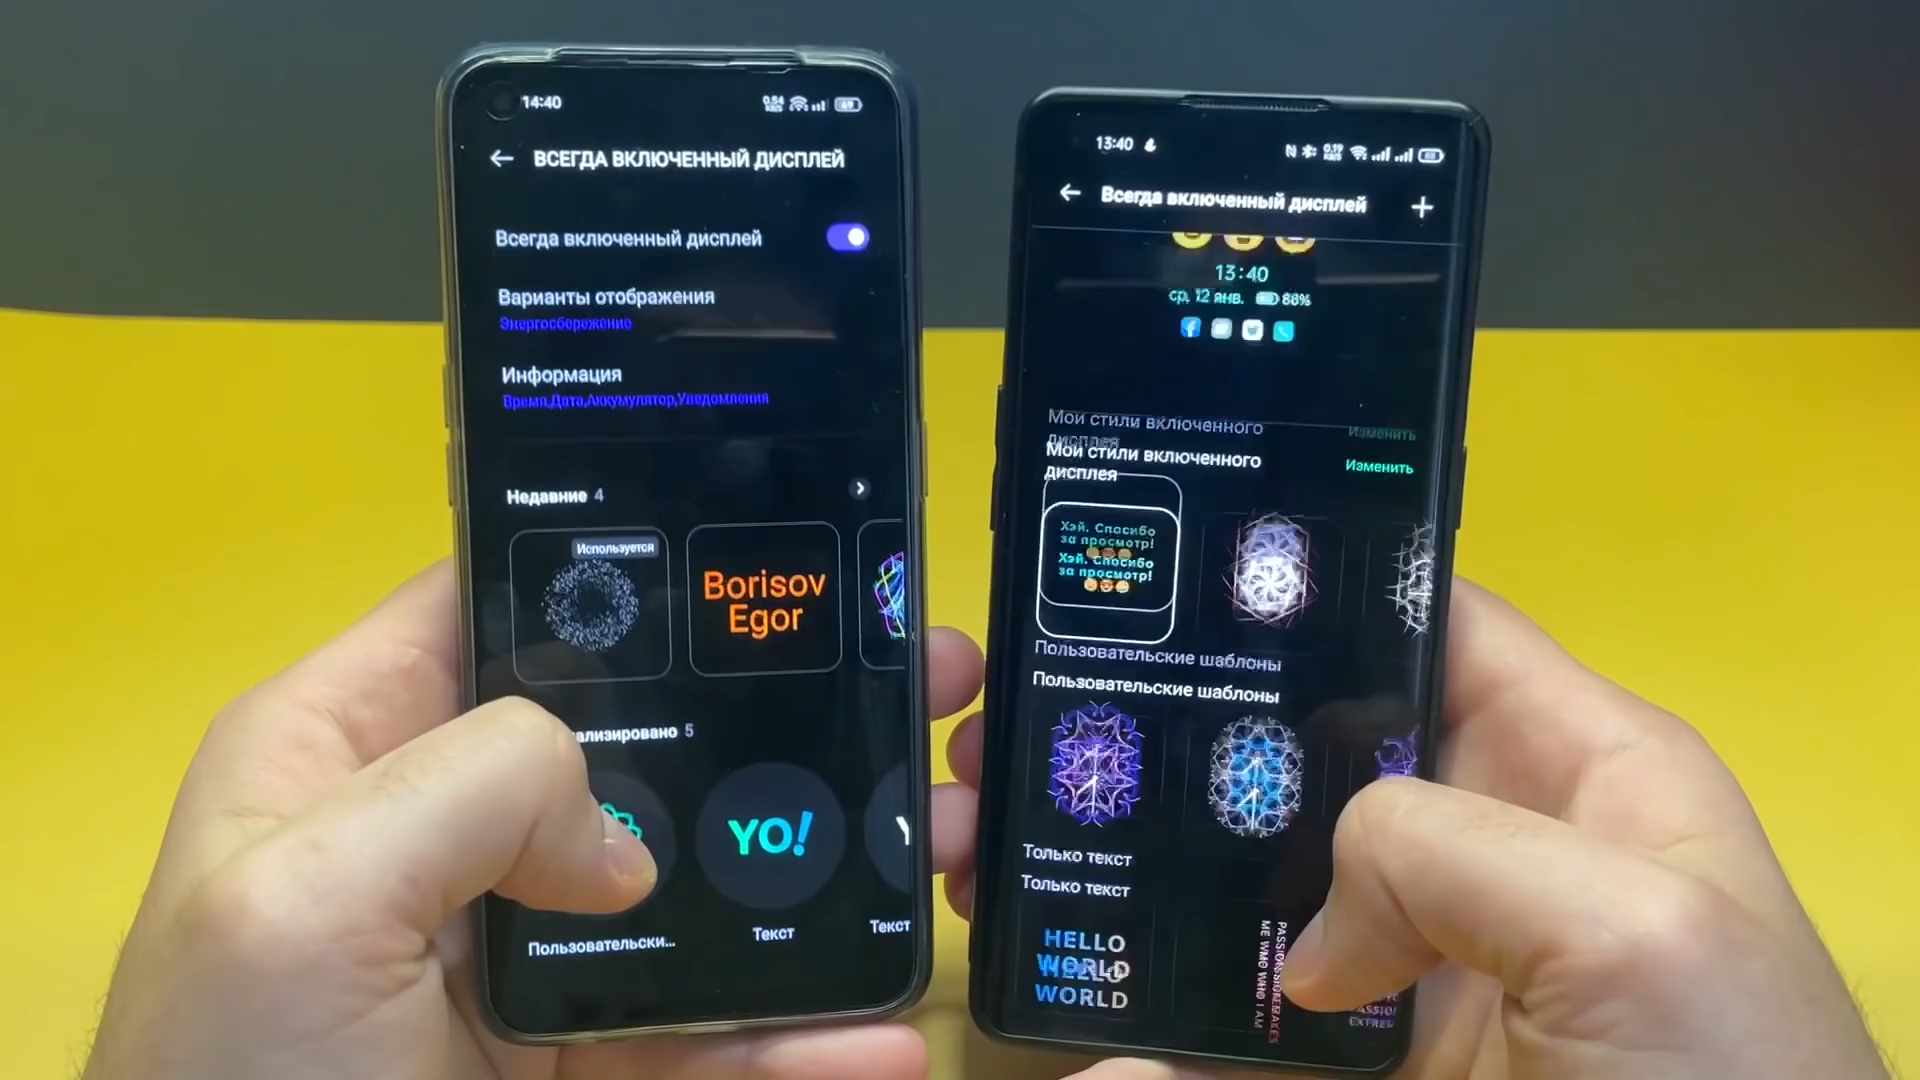 14:40
ВСЕГДА ВКЛЮЧЕННЫЙ ДИСПЛЕЙ
Всегда включенный дисплей
Варианты отображения
Энергосбережение
Информация
Время,Дата,Аккумулятор,Уведомления
Недавние 4
Используется
Borisov
Egor
ализировано 5
YO!
Пользовательски...
Текст
Текст
13:40
Всегда включенный дисплей
13:40
ср, 12 янв. 88%
Мои стили включенного
дисплея
Изменить
Мои стили включенного
дисплея
Изменить
Хэй. Спасибо
за просмотр!
Хэй. Спасибо
за просмотр!
Пользовательские шаблоны
Пользовательские шаблоны
Только текст
Только текст
HELLO
WORLD
HELLO
WORLD